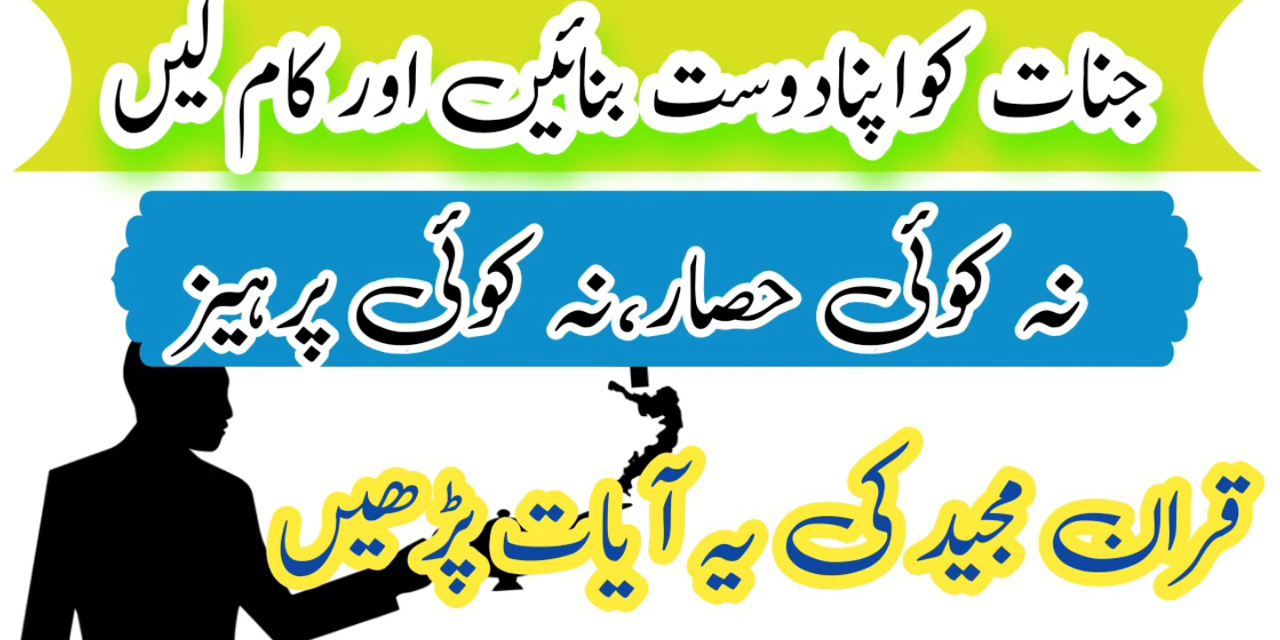 جنات کو اپنا دوست بنائیں اور کام لیں
نہ کوئی حصار، نہ کوئی پرہیز
قران مجید کی یہ آیات پڑھیں